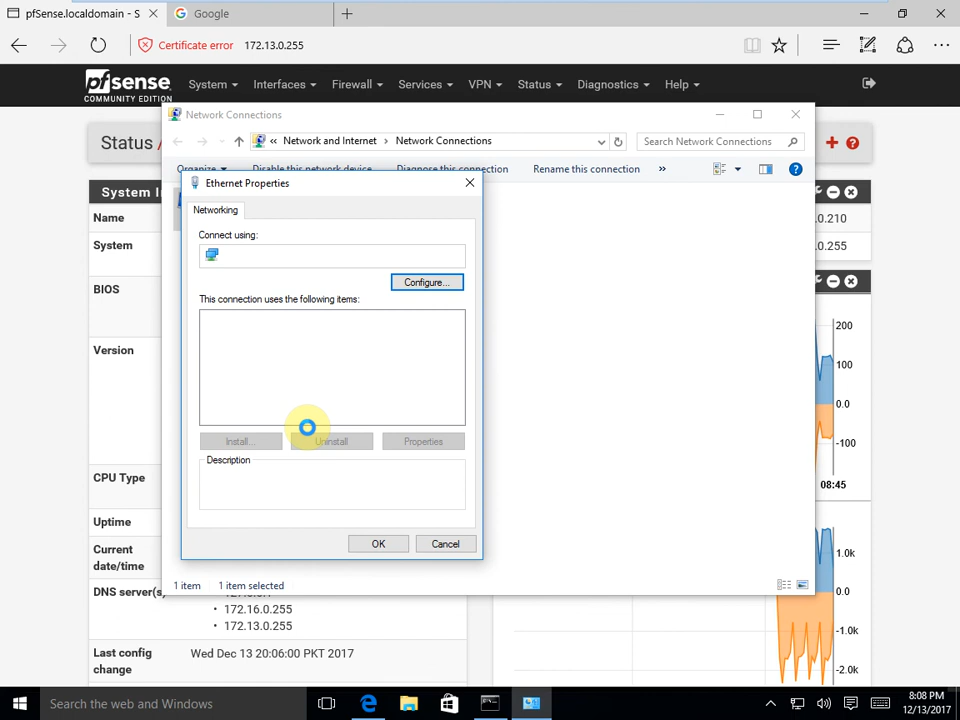 pfSense.localdomain - S
Google
Certificate error 172.13.0.255
pfsense
COMMUNITY EDITION
System Interfaces Firewall Services VPN Status Diagnostics Help
Network Connections
Status /
Network and Internet Network Connections
Search Network Connections
Organize Disable this network device Diagnose this connection Rename this connection »
Ethernet Properties
System In
Networking
Name
.0.210
Connect using:
System
.0.255
Configure...
BIOS
This connection uses the following items:
200
Version
100
0.0
-100
Install... Uninstall Properties
Description
CPU Type
08:45
Uptime
1.0k
Current
date/time
OK Cancel
1 item 1 item selected
DNS server(s)
0.0
172.16.0.255
172.13.0.255
-1.0k
Last config
change
Wed Dec 13 20:06:00 PKT 2017
-2.0k
Search the web and Windows
8:08 PM
12/13/2017